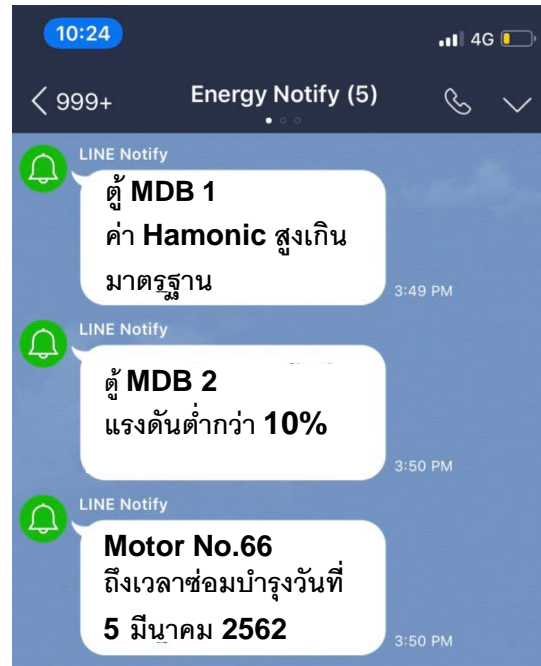 10:24
4G
999+
Energy Notify (5)
LINE Notify
ตู้ MDB 1
ค่า Hamonic สูงเกิน
มาตรฐาน
3:49 PM
LINE Notify
ตู้ MDB 2
แรงดันต่ำกว่า 10%
3:50 PM
LINE Notify
Motor No.66
ถึงเวลาซ่อมบำรุงวันที่
5 มีนาคม 2562
3:50 PM